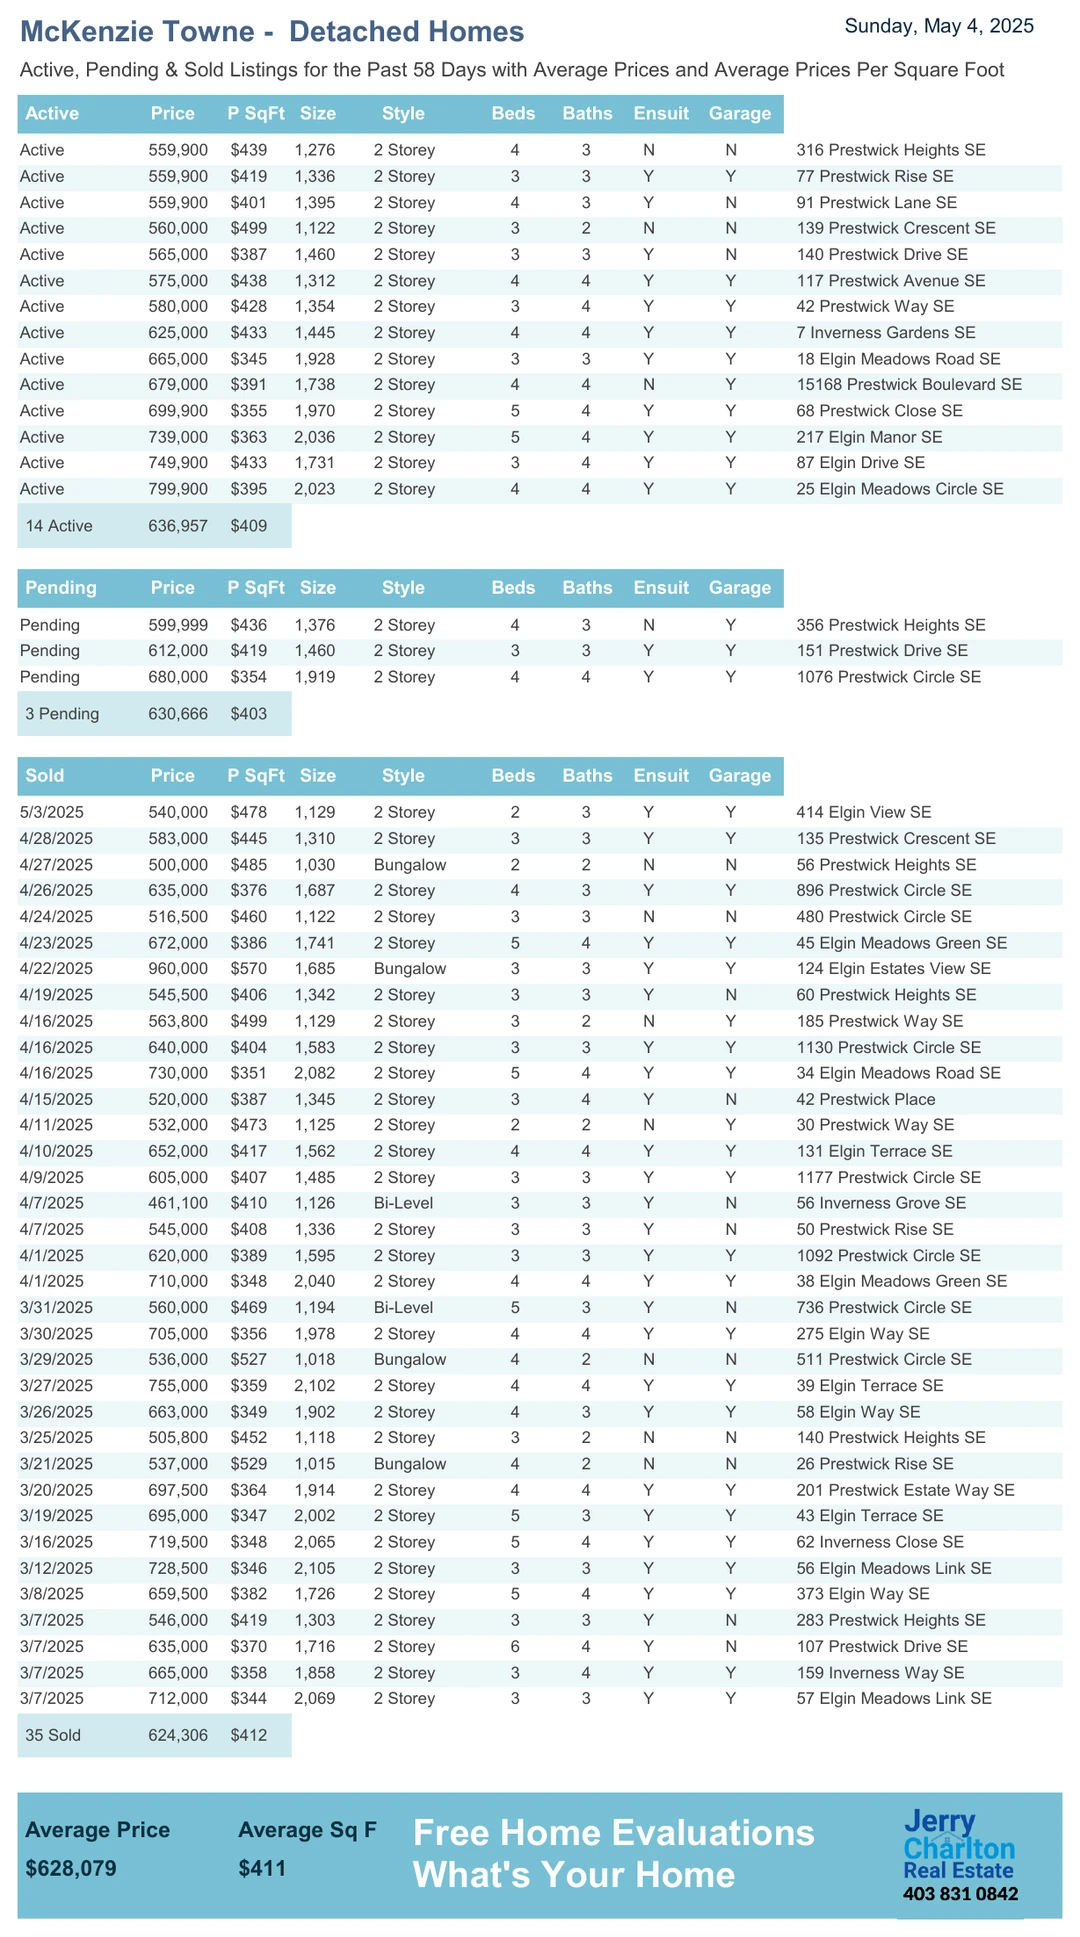 McKenzie Towne -  Detached Homes
Sunday, May 4, 2025
Active, Pending & Sold Listings for the Past 58 Days with Average Prices and Average Prices Per Square Foot
Active Price P SqFt Size Style Beds Baths Ensuit Garage
Active 559,900 $439 1,276 2 Storey 4 3 N N 316 Prestwick Heights SE
Active 559,900 $419 1,336 2 Storey 3 3 Y Y 77 Prestwick Rise SE
Active 559,900 $401 1,395 2 Storey 4 3 Y N 91 Prestwick Lane SE
Active 560,000 $499 1,122 2 Storey 3 2 N N 139 Prestwick Crescent SE
Active 565,000 $387 1,460 2 Storey 3 3 Y N 140 Prestwick Drive SE
Active 575,000 $438 1,312 2 Storey 4 4 Y Y 117 Prestwick Avenue SE
Active 580,000 $428 1,354 2 Storey 3 4 Y Y 42 Prestwick Way SE
Active 625,000 $433 1,445 2 Storey 4 4 Y Y 7 Inverness Gardens SE
Active 665,000 $345 1,928 2 Storey 3 3 Y Y 18 Elgin Meadows Road SE
Active 679,000 $391 1,738 2 Storey 4 4 N Y 15168 Prestwick Boulevard SE
Active 699,900 $355 1,970 2 Storey 5 4 Y Y 68 Prestwick Close SE
Active 739,000 $363 2,036 2 Storey 5 4 Y Y 217 Elgin Manor SE
Active 749,900 $433 1,731 2 Storey 3 4 Y Y 87 Elgin Drive SE
Active 799,900 $395 2,023 2 Storey 4 4 Y Y 25 Elgin Meadows Circle SE
14 Active 636,957 $409
Pending Price P SqFt Size Style Beds Baths Ensuit Garage
Pending 599,999 $436 1,376 2 Storey 4 3 N Y 356 Prestwick Heights SE
Pending 612,000 $419 1,460 2 Storey 3 3 Y Y 151 Prestwick Drive SE
Pending 680,000 $354 1,919 2 Storey 4 4 Y Y 1076 Prestwick Circle SE
3 Pending 630,666 $403
Sold Price P SqFt Size Style Beds Baths Ensuit Garage
5/3/2025 540,000 $478 1,129 2 Storey 2 3 Y Y 414 Elgin View SE
4/28/2025 583,000 $445 1,310 2 Storey 3 3 Y Y 135 Prestwick Crescent SE
4/27/2025 500,000 $485 1,030 Bungalow 2 2 N N 56 Prestwick Heights SE
4/26/2025 635,000 $376 1,687 2 Storey 4 3 Y Y 896 Prestwick Circle SE
4/24/2025 516,500 $460 1,122 2 Storey 3 3 N N 480 Prestwick Circle SE
4/23/2025 672,000 $386 1,741 2 Storey 5 4 Y Y 45 Elgin Meadows Green SE
4/22/2025 960,000 $570 1,685 Bungalow 3 3 Y Y 124 Elgin Estates View SE
4/19/2025 545,500 $406 1,342 2 Storey 3 3 Y N 60 Prestwick Heights SE
4/16/2025 563,800 $499 1,129 2 Storey 3 2 N Y 185 Prestwick Way SE
4/16/2025 640,000 $404 1,583 2 Storey 3 3 Y Y 1130 Prestwick Circle SE
4/16/2025 730,000 $351 2,082 2 Storey 5 4 Y Y 34 Elgin Meadows Road SE
4/15/2025 520,000 $387 1,345 2 Storey 3 4 Y N 42 Prestwick Place
4/11/2025 532,000 $473 1,125 2 Storey 2 2 N Y 30 Prestwick Way SE
4/10/2025 652,000 $417 1,562 2 Storey 4 4 Y Y 131 Elgin Terrace SE
4/9/2025 605,000 $407 1,485 2 Storey 3 3 Y Y 1177 Prestwick Circle SE
4/7/2025 461,100 $410 1,126 Bi-Level 3 3 Y N 56 Inverness Grove SE
4/7/2025 545,000 $408 1,336 2 Storey 3 3 Y N 50 Prestwick Rise SE
4/1/2025 620,000 $389 1,595 2 Storey 3 3 Y Y 1092 Prestwick Circle SE
4/1/2025 710,000 $348 2,040 2 Storey 4 4 Y Y 38 Elgin Meadows Green SE
3/31/2025 560,000 $469 1,194 Bi-Level 5 3 Y N 736 Prestwick Circle SE
3/30/2025 705,000 $356 1,978 2 Storey 4 4 Y Y 275 Elgin Way SE
3/29/2025 536,000 $527 1,018 Bungalow 4 2 N N 511 Prestwick Circle SE
3/27/2025 755,000 $359 2,102 2 Storey 4 4 Y Y 39 Elgin Terrace SE
3/26/2025 663,000 $349 1,902 2 Storey 4 3 Y Y 58 Elgin Way SE
3/25/2025 505,800 $452 1,118 2 Storey 3 2 N N 140 Prestwick Heights SE
3/21/2025 537,000 $529 1,015 Bungalow 4 2 N N 26 Prestwick Rise SE
3/20/2025 697,500 $364 1,914 2 Storey 4 4 Y Y 201 Prestwick Estate Way SE
3/19/2025 695,000 $347 2,002 2 Storey 5 3 Y Y 43 Elgin Terrace SE
3/16/2025 719,500 $348 2,065 2 Storey 5 4 Y Y 62 Inverness Close SE
3/12/2025 728,500 $346 2,105 2 Storey 3 3 Y Y 56 Elgin Meadows Link SE
3/8/2025 659,500 $382 1,726 2 Storey 5 4 Y Y 373 Elgin Way SE
3/7/2025 546,000 $419 1,303 2 Storey 3 3 Y N 283 Prestwick Heights SE
3/7/2025 635,000 $370 1,716 2 Storey 6 4 Y N 107 Prestwick Drive SE
3/7/2025 665,000 $358 1,858 2 Storey 3 4 Y Y 159 Inverness Way SE
3/7/2025 712,000 $344 2,069 2 Storey 3 3 Y Y 57 Elgin Meadows Link SE
35 Sold 624,306 $412
Average Price Average Sq F
$628,079 $411
Free Home Evaluations
What's Your Home
Jerry
Charlton
Real Estate
403 831 0842